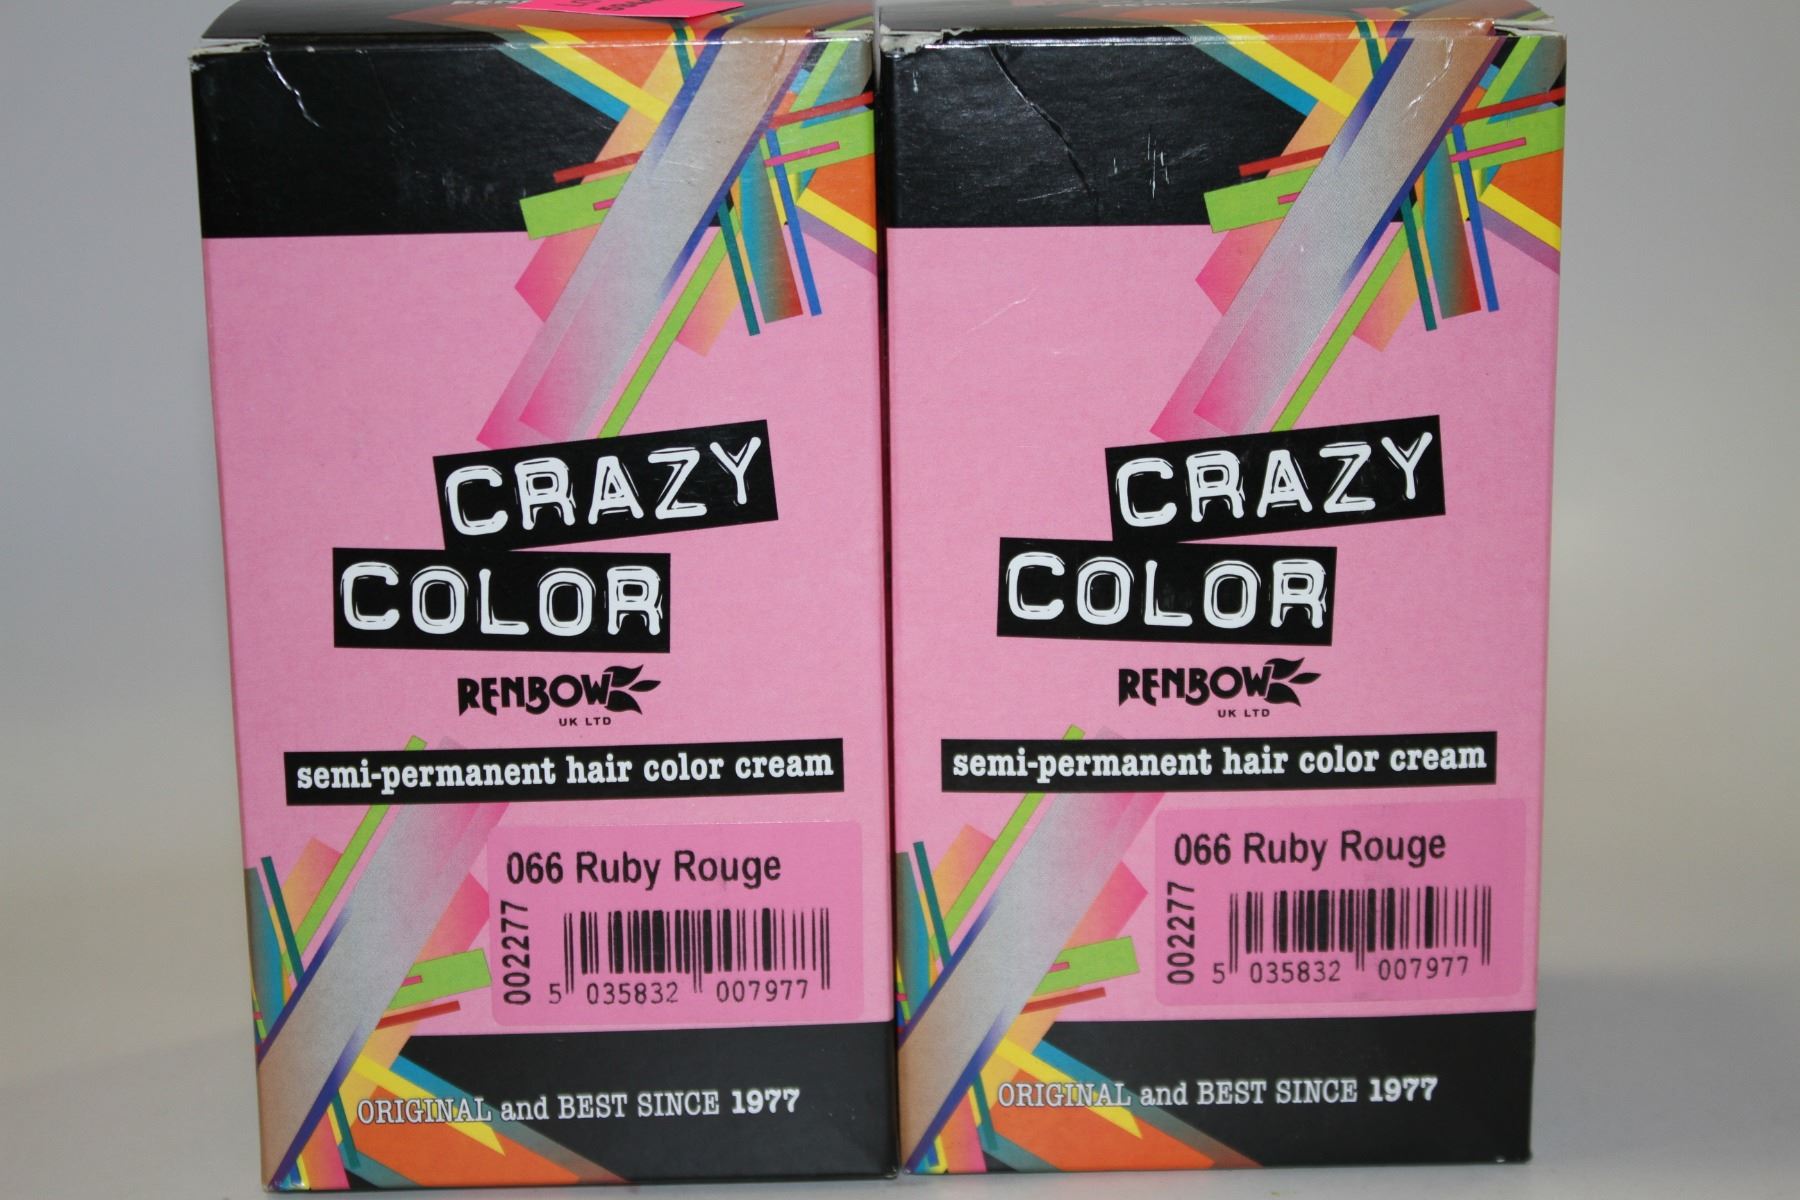 CRAZY
COLOR
RENBOW
UK LTD
semi-permanent hair color cream
066 Ruby Rouge
002277
5 035832 007977
ORIGINAL and BEST SINCE 1977
CRAZY
COLOR
RENBOW
UK LTD
semi-permanent hair color cream
066 Ruby Rouge
002277
5 035832 007977
ORIGINAL and BEST SINCE 1977